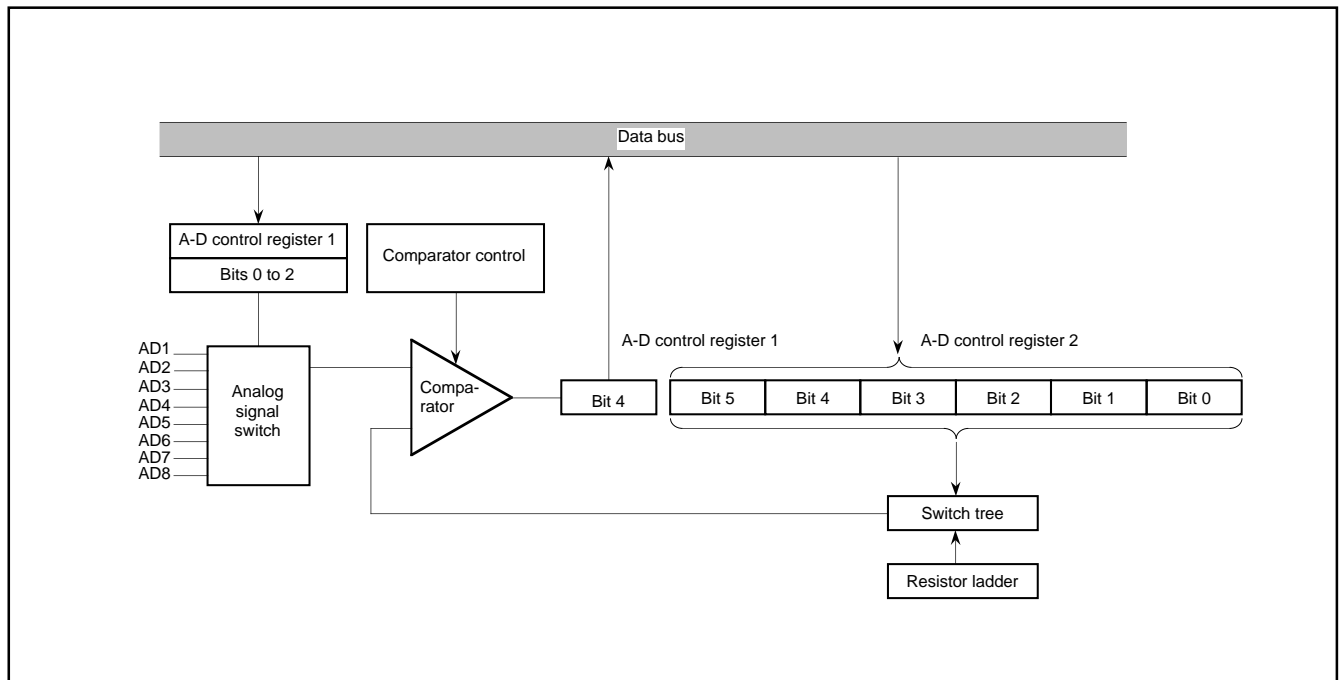 Data bus
A-D control register 1
Bits 0 to 2
Comparator control
A-D control register 1
A-D control register 2
AD1
AD2
AD3
AD4
AD5
AD6
AD7
AD8
Analog
signal
switch
Compa-
rator
Bit 4
Bit 5
Bit 4
Bit 3
Bit 2
Bit 1
Bit 0
Switch tree
Resistor ladder